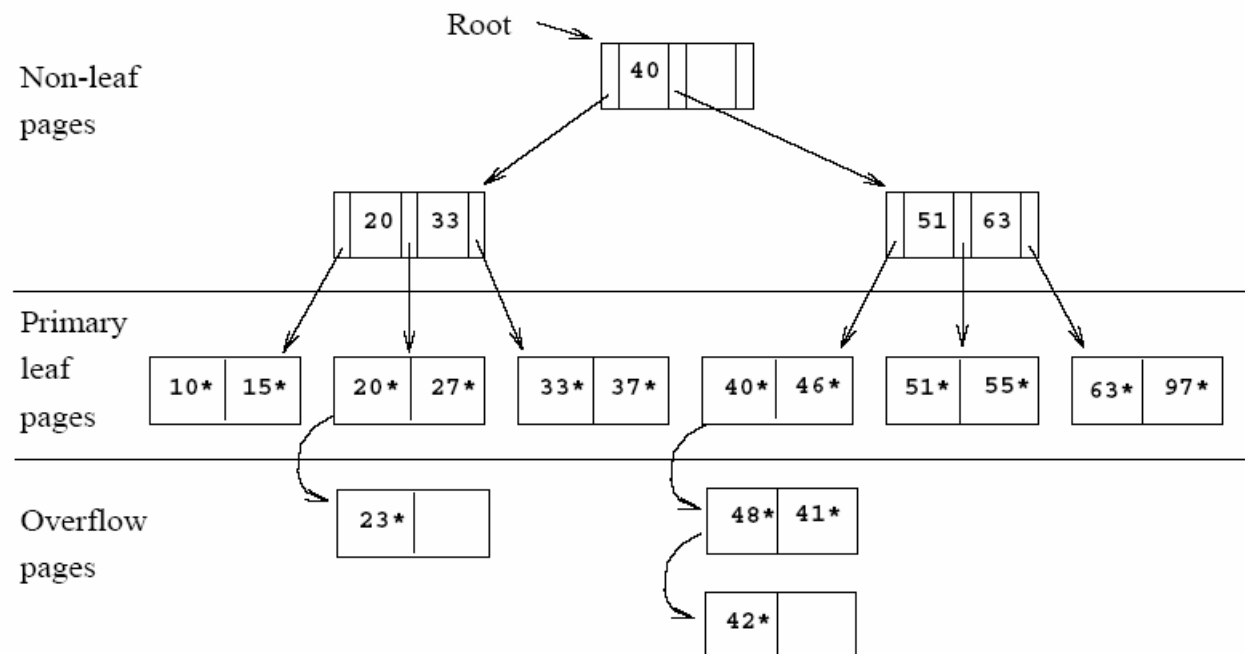 Root
Non-leaf
pages
40
20 33
51 63
Primary
leaf
pages
10* 15*
20* 27*
33* 37*
40* 46*
51* 55*
63* 97*
Overflow
pages
23*
48* 41*
42*